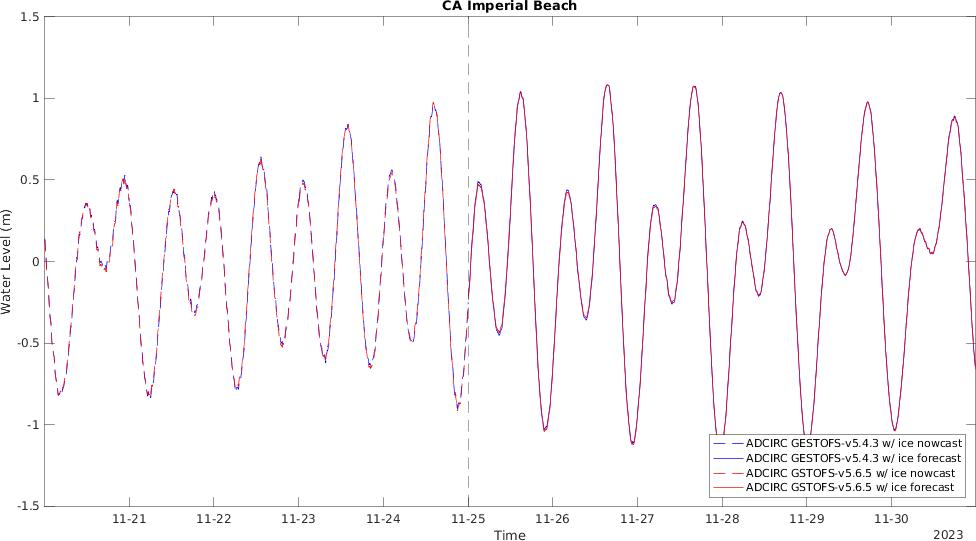 CA Imperial Beach
1.5
1
0.5
0
-0.5
-1
-1.5
Water Level (m)
11-21 11-22 11-23 11-24 11-25 11-26 11-27 11-28 11-29 11-30
Time
2023
ADCIRC GESTOFS-v5.4.3 w/ ice nowcast
ADCIRC GESTOFS-v5.4.3 w/ ice forecast
ADCIRC GSTOFS-v5.6.5 w/ ice nowcast
ADCIRC GSTOFS-v5.6.5 w/ ice forecast